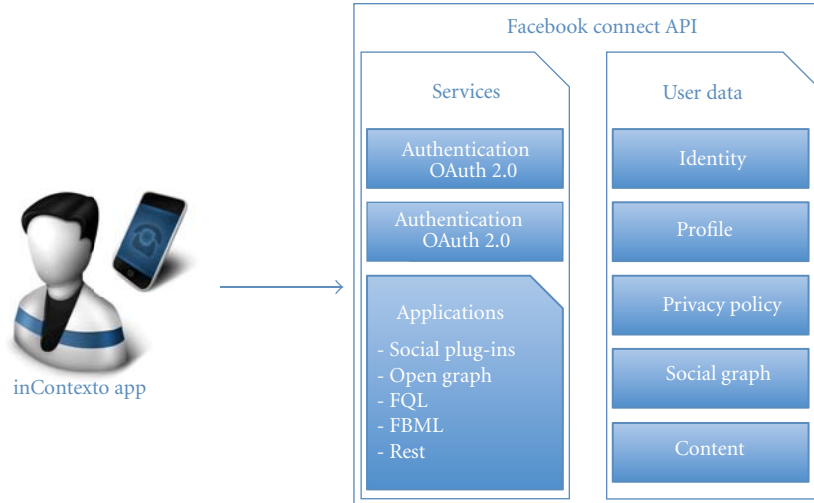 Facebook connect API
Services
Authentication
OAuth 2.0
Authentication
OAuth 2.0
Applications
- Social plug-ins
- Open graph
- FQL
- FBML
- Rest
User data
Identity
Profile
Privacy policy
Social graph
Content
inContexto app